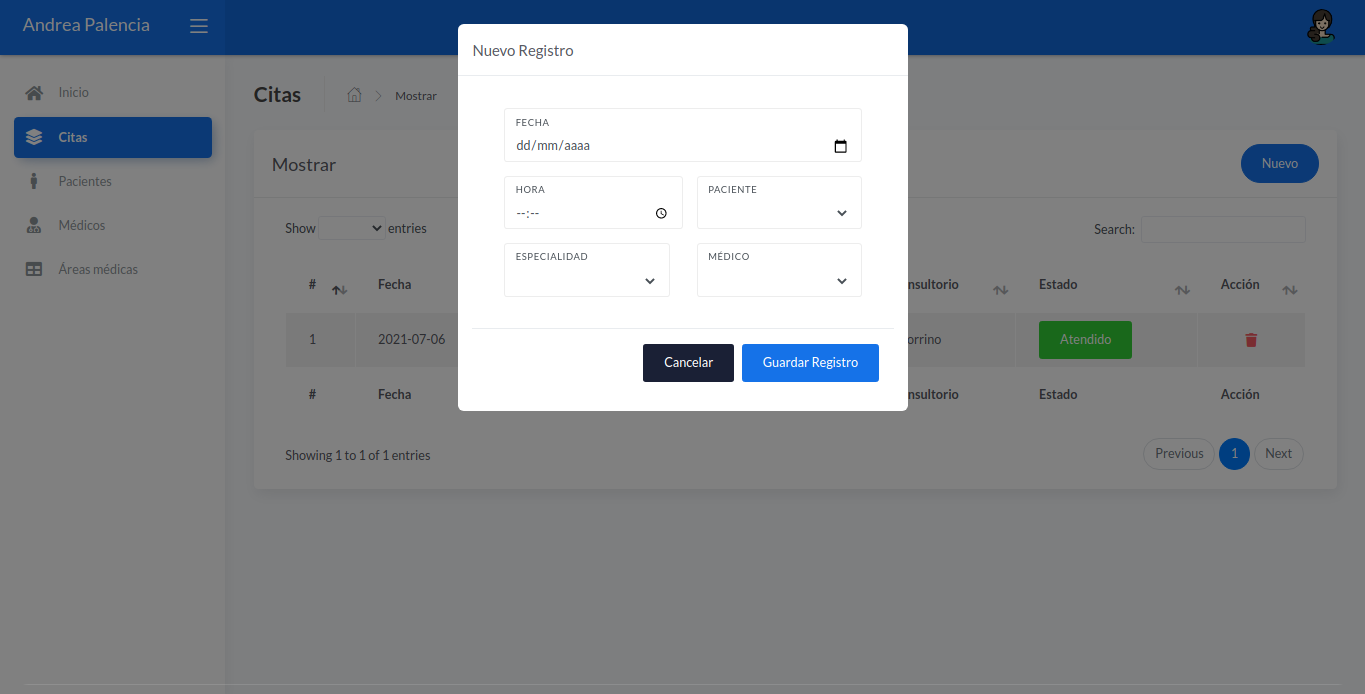 Andrea Palencia
Inicio
Citas
Pacientes
Médicos
Áreas médicas
Citas
Mostrar
Mostrar
Nuevo
Show entries
Search:
# Fecha nsultorio Estado Acción
1 2021-07-06 orrino Atendido
# Fecha nsultorio Estado Acción
Showing 1 to 1 of 1 entries
Previous 1 Next
Nuevo Registro
FECHA
dd/mm/aaaa
HORA PACIENTE
--:--
ESPECIALIDAD MÉDICO
Cancelar Guardar Registro